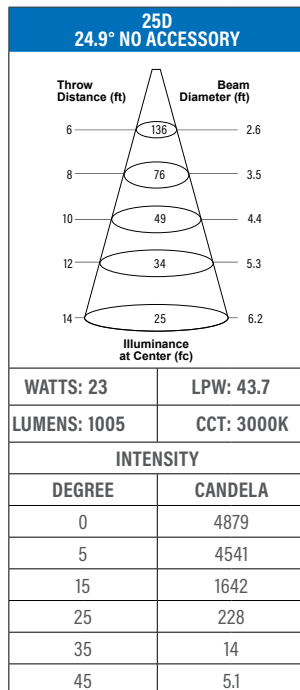 25D
24.9° NO ACCESSORY
Throw Distance (ft)
Beam Diameter (ft)
6 136 2.6
8 76 3.5
10 49 4.4
12 34 5.3
14 25 6.2
Illuminance
at Center (fc)
WATTS: 23 LPW: 43.7
LUMENS: 1005 CCT: 3000K
INTENSITY
DEGREE CANDELA
0 4879
5 4541
15 1642
25 228
35 14
45 5.1